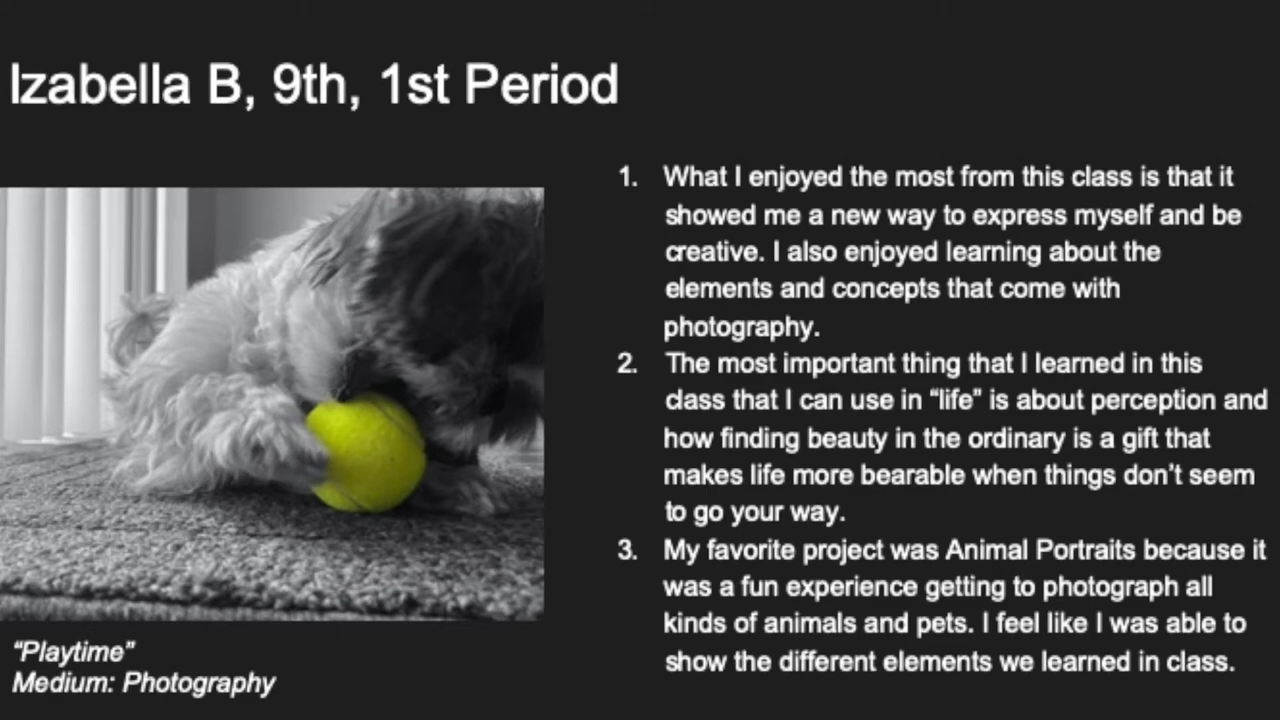 Izabella B, 9th, 1st Period
1. What I enjoyed the most from this class is that it
showed me a new way to express myself and be
creative. I also enjoyed learning about the
elements and concepts that come with
photography.
2. The most important thing that I learned in this
class that I can use in “life” is about perception and
how finding beauty in the ordinary is a gift that
makes life more bearable when things don’t seem
to go your way.
3. My favorite project was Animal Portraits because it
was a fun experience getting to photograph all
kinds of animals and pets. I feel like I was able to
show the different elements we learned in class.
“Playtime”
Medium: Photography